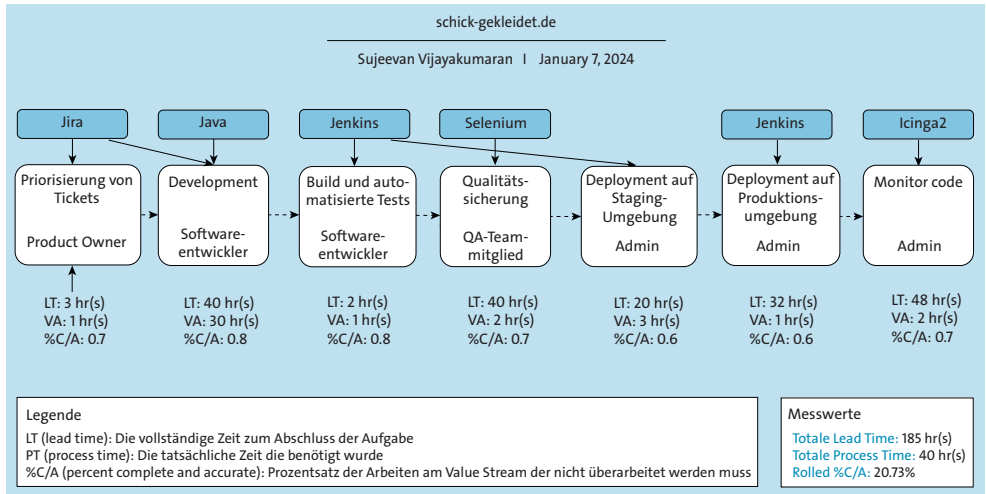 schick-gekleidet.de
Sujeevan Vijayakumaran I January 7, 2024
Jira
Java
Jenkins
Selenium
Jenkins
Icinga2
Priorisierung von
Tickets
Product Owner
Development
Software-
entwickler
Build und auto-
matisierte Tests
Software-
entwickler
Qualitäts-
sicherung
QA-Team-
mitglied
Deployment auf
Staging-
Umgebung
Admin
Deployment auf
Produktions-
umgebung
Admin
Monitor code
Admin
LT: 3 hr(s)
VA: 1 hr(s)
%C/A: 0.7
LT: 40 hr(s)
VA: 30 hr(s)
%C/A: 0.8
LT: 2 hr(s)
VA: 1 hr(s)
%C/A: 0.8
LT: 40 hr(s)
VA: 2 hr(s)
%C/A: 0.7
LT: 20 hr(s)
VA: 3 hr(s)
%C/A: 0.6
LT: 32 hr(s)
VA: 1 hr(s)
%C/A: 0.6
LT: 48 hr(s)
VA: 2 hr(s)
%C/A: 0.7
Legende
LT (lead time): Die vollständige Zeit zum Abschluss der Aufgabe
PT (process time): Die tatsächliche Zeit die benötigt wurde
%C/A (percent complete and accurate): Prozentsatz der Arbeiten am Value Stream der nicht überarbeitet werden muss
Messwerte
Totale Lead Time: 185 hr(s)
Totale Process Time: 40 hr(s)
Rolled %C/A: 20.73%